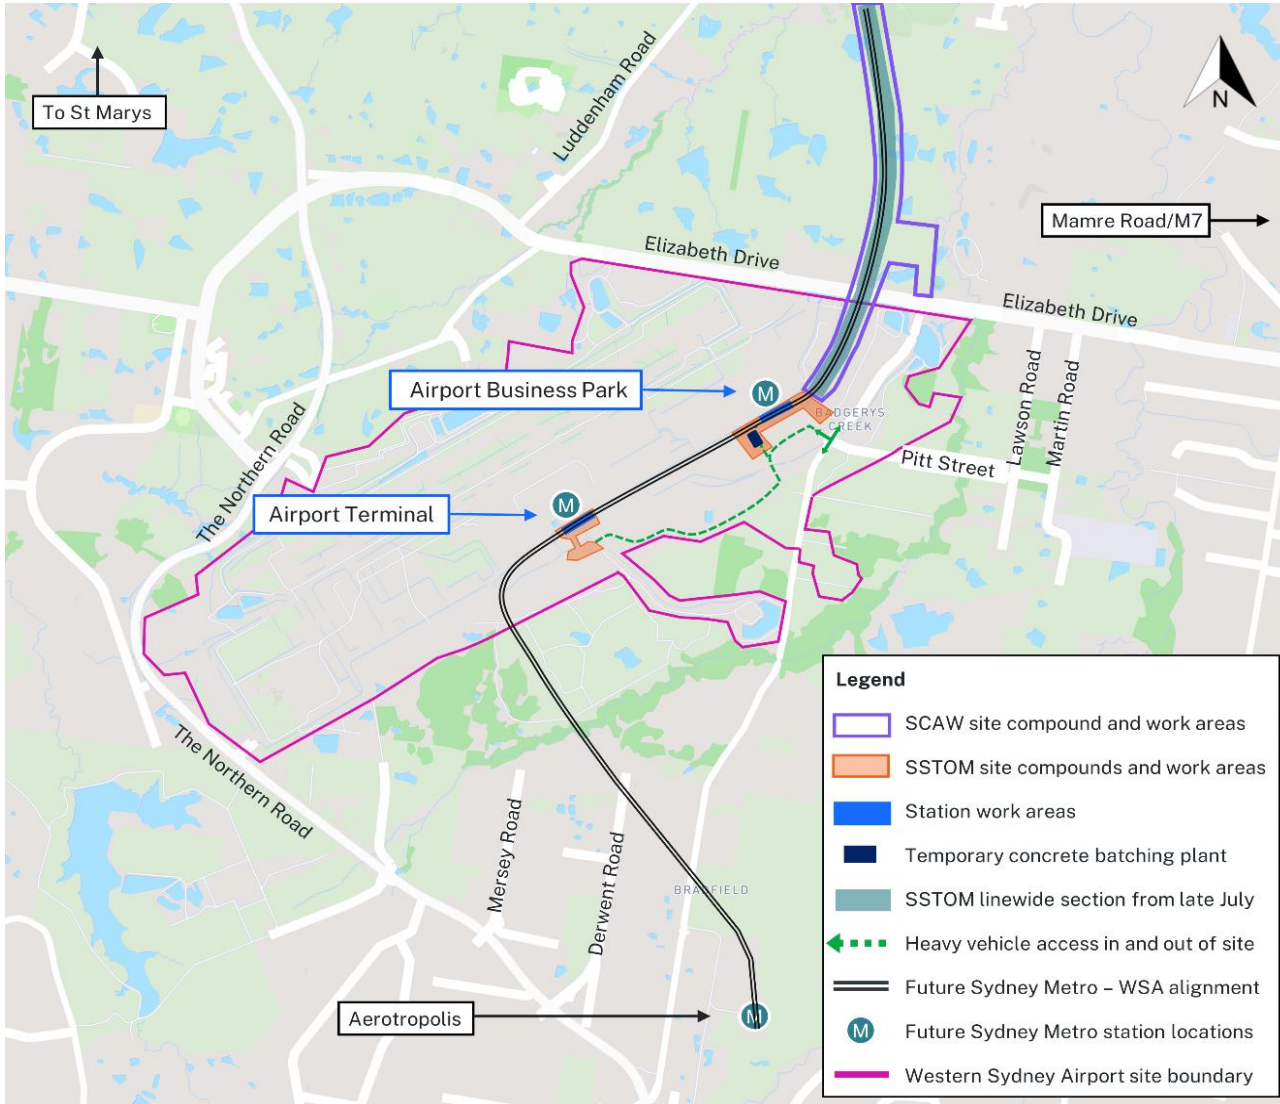 To St Marys
Luddenham Road
N
Mamre Road/M7
Elizabeth Drive
Elizabeth Drive
Airport Business Park
M
BADGERYS
CREEK
Lawson Road
Martin Road
Pitt Street
The Northern Road
Airport Terminal
M
The Northern Road
Mersey Road
Derwent Road
BRADFIELD
Aerotropolis
M
Legend
SCAW site compound and work areas
SSTOM site compounds and work areas
Station work areas
Temporary concrete batching plant
SSTOM linewide section from late July
Heavy vehicle access in and out of site
Future Sydney Metro – WSA alignment
M
Future Sydney Metro station locations
Western Sydney Airport site boundary